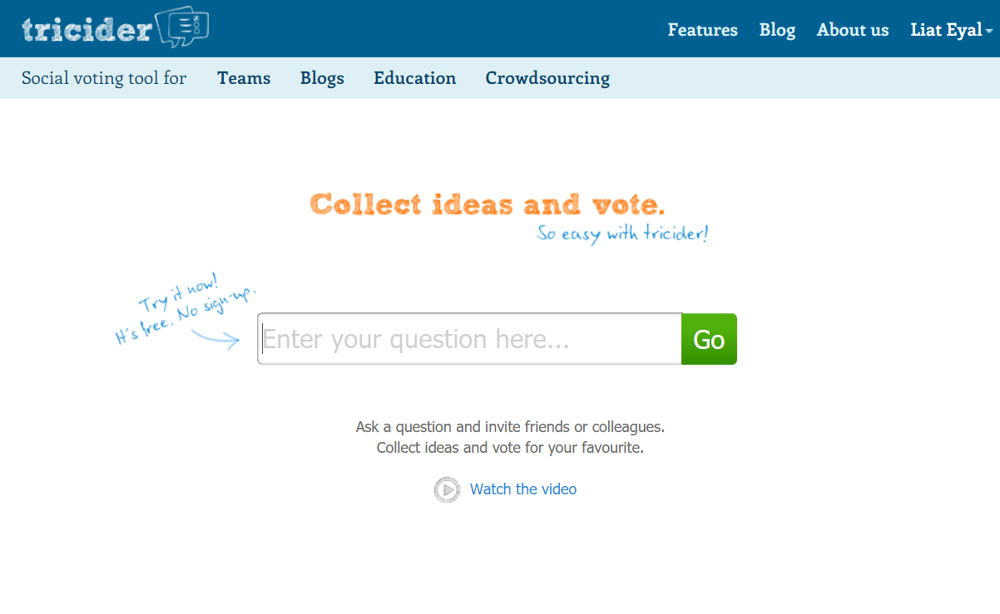 tricider
Features Blog About us Liat Eyal
Social voting tool for Teams Blogs Education Crowdsourcing
Collect ideas and vote.
So easy with tricider!
Try it now!
It's free. No sign-up.
Enter your question here... Go
Ask a question and invite friends or colleagues.
Collect ideas and vote for your favourite.
Watch the video